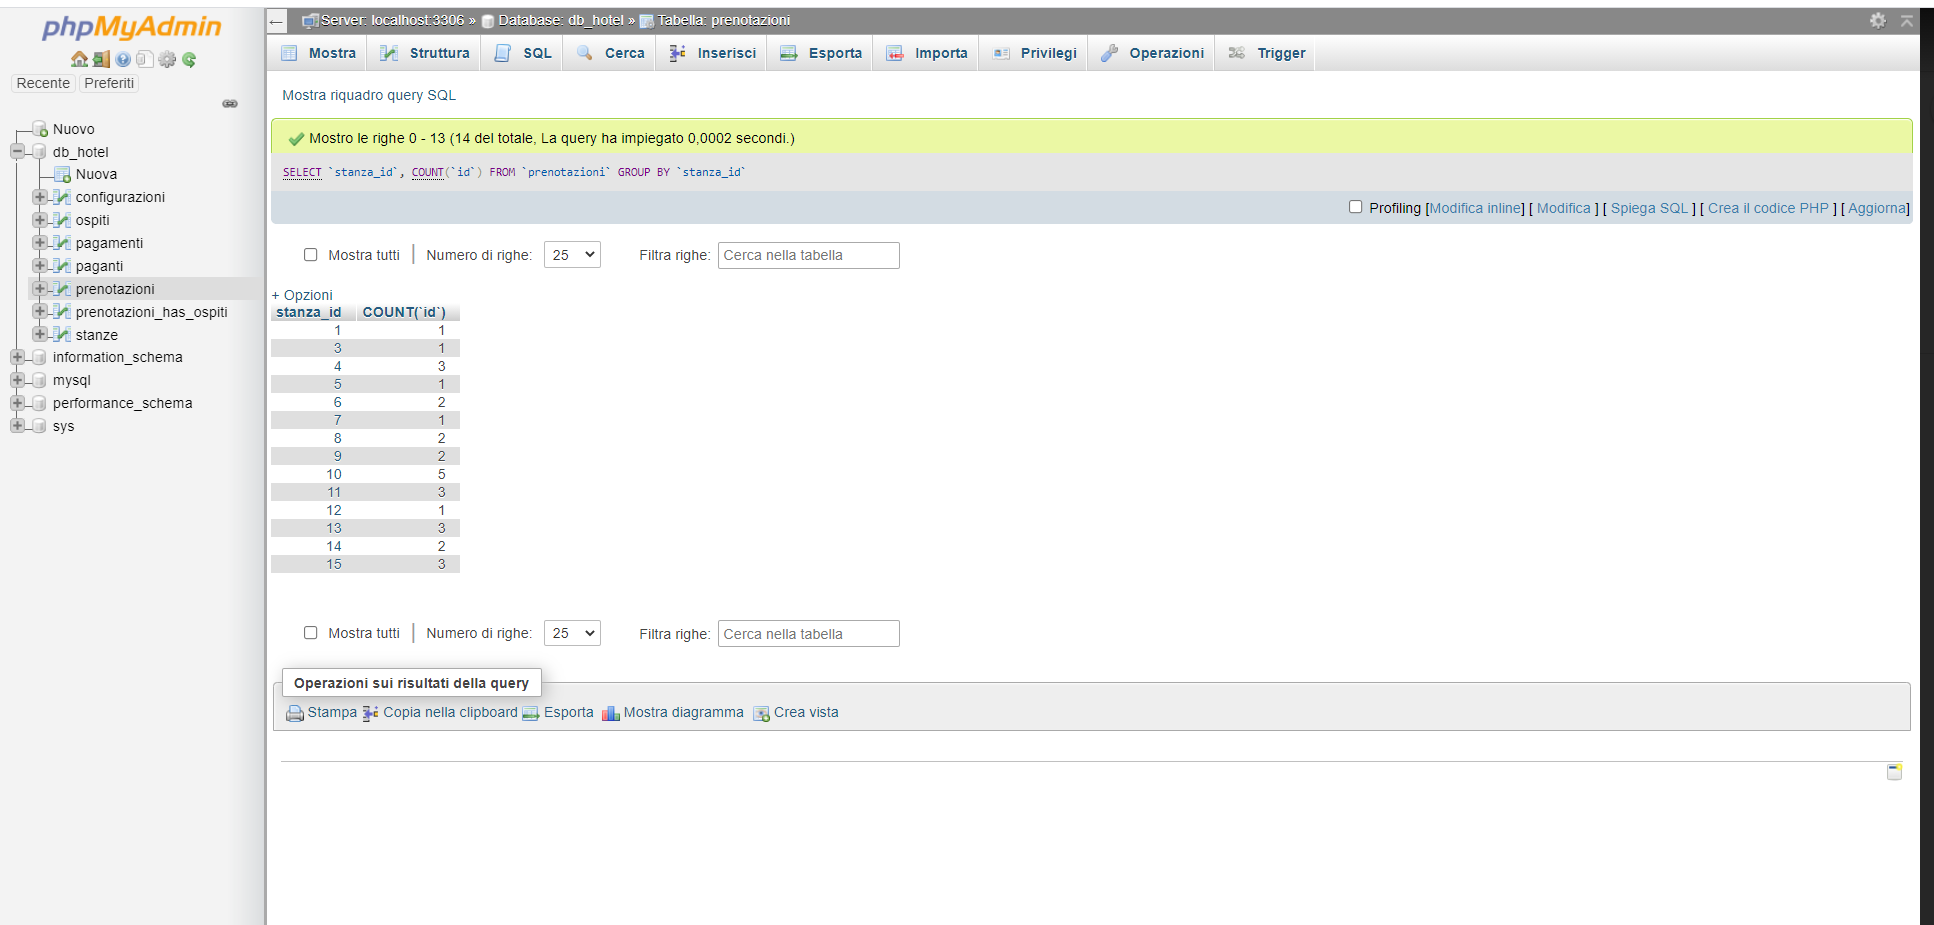 phpMyAdmin
Recente Preferiti
Nuovo
db_hotel
Nuova
configurazioni
ospiti
pagamenti
paganti
prenotazioni
prenotazioni_has_ospiti
stanze
information_schema
mysql
performance_schema
sys
Server: localhost:3306 » Database: db_hotel » Tabella: prenotazioni
Mostra Struttura SQL Cerca Inserisci Esporta Importa Privilegi Operazioni Trigger
Mostra riquadro query SQL
Mostro le righe 0 - 13 (14 del totale, La query ha impiegato 0,0002 secondi.)
SELECT `stanza_id`, COUNT(`id`) FROM `prenotazioni` GROUP BY `stanza_id`
Profiling [Modifica inline] [ Modifica ] [ Spiega SQL ] [ Crea il codice PHP ] [ Aggiorna]
Mostra tutti | Numero di righe: 25 Filtra righe: Cerca nella tabella
+ Opzioni
stanza_id COUNT(`id`)
1 1
3 1
4 3
5 1
6 2
7 1
8 2
9 2
10 5
11 3
12 1
13 3
14 2
15 3
Mostra tutti | Numero di righe: 25 Filtra righe: Cerca nella tabella
Operazioni sui risultati della query
Stampa Copia nella clipboard Esporta Mostra diagramma Crea vista